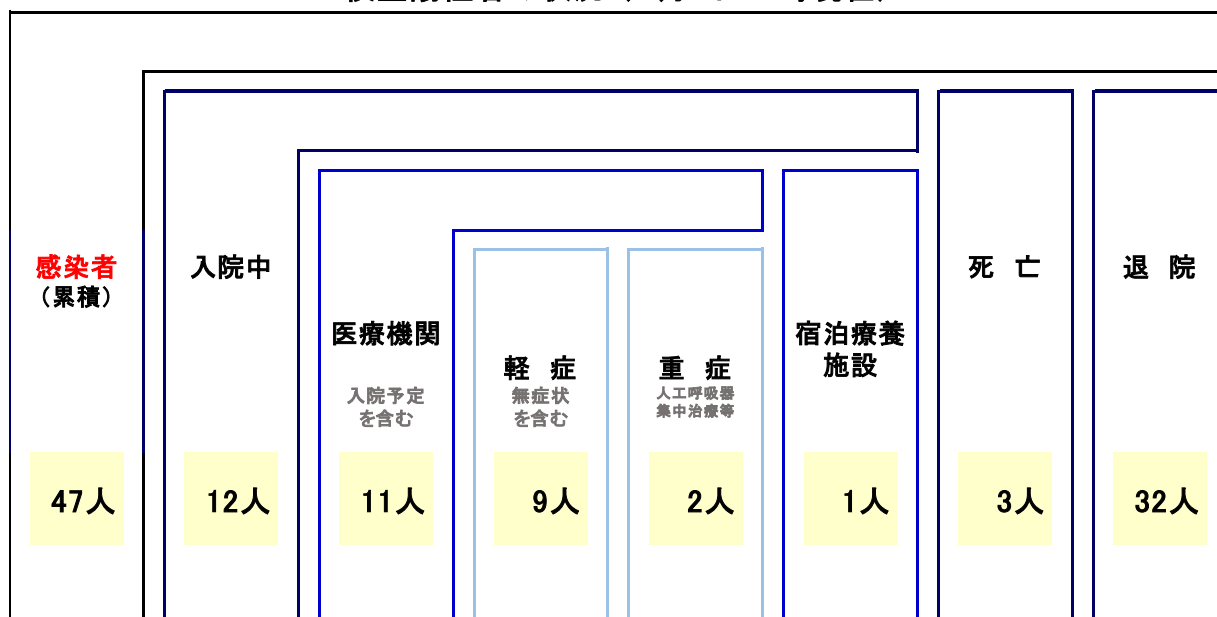 感染者
（累積）
47人
入院中
12人
医療機関
入院予定
を含む
11人
軽 症
無症状
を含む
9人
重 症
人工呼吸器
集中治療等
2人
宿泊療養
施設
1人
死 亡
3人
退 院
32人